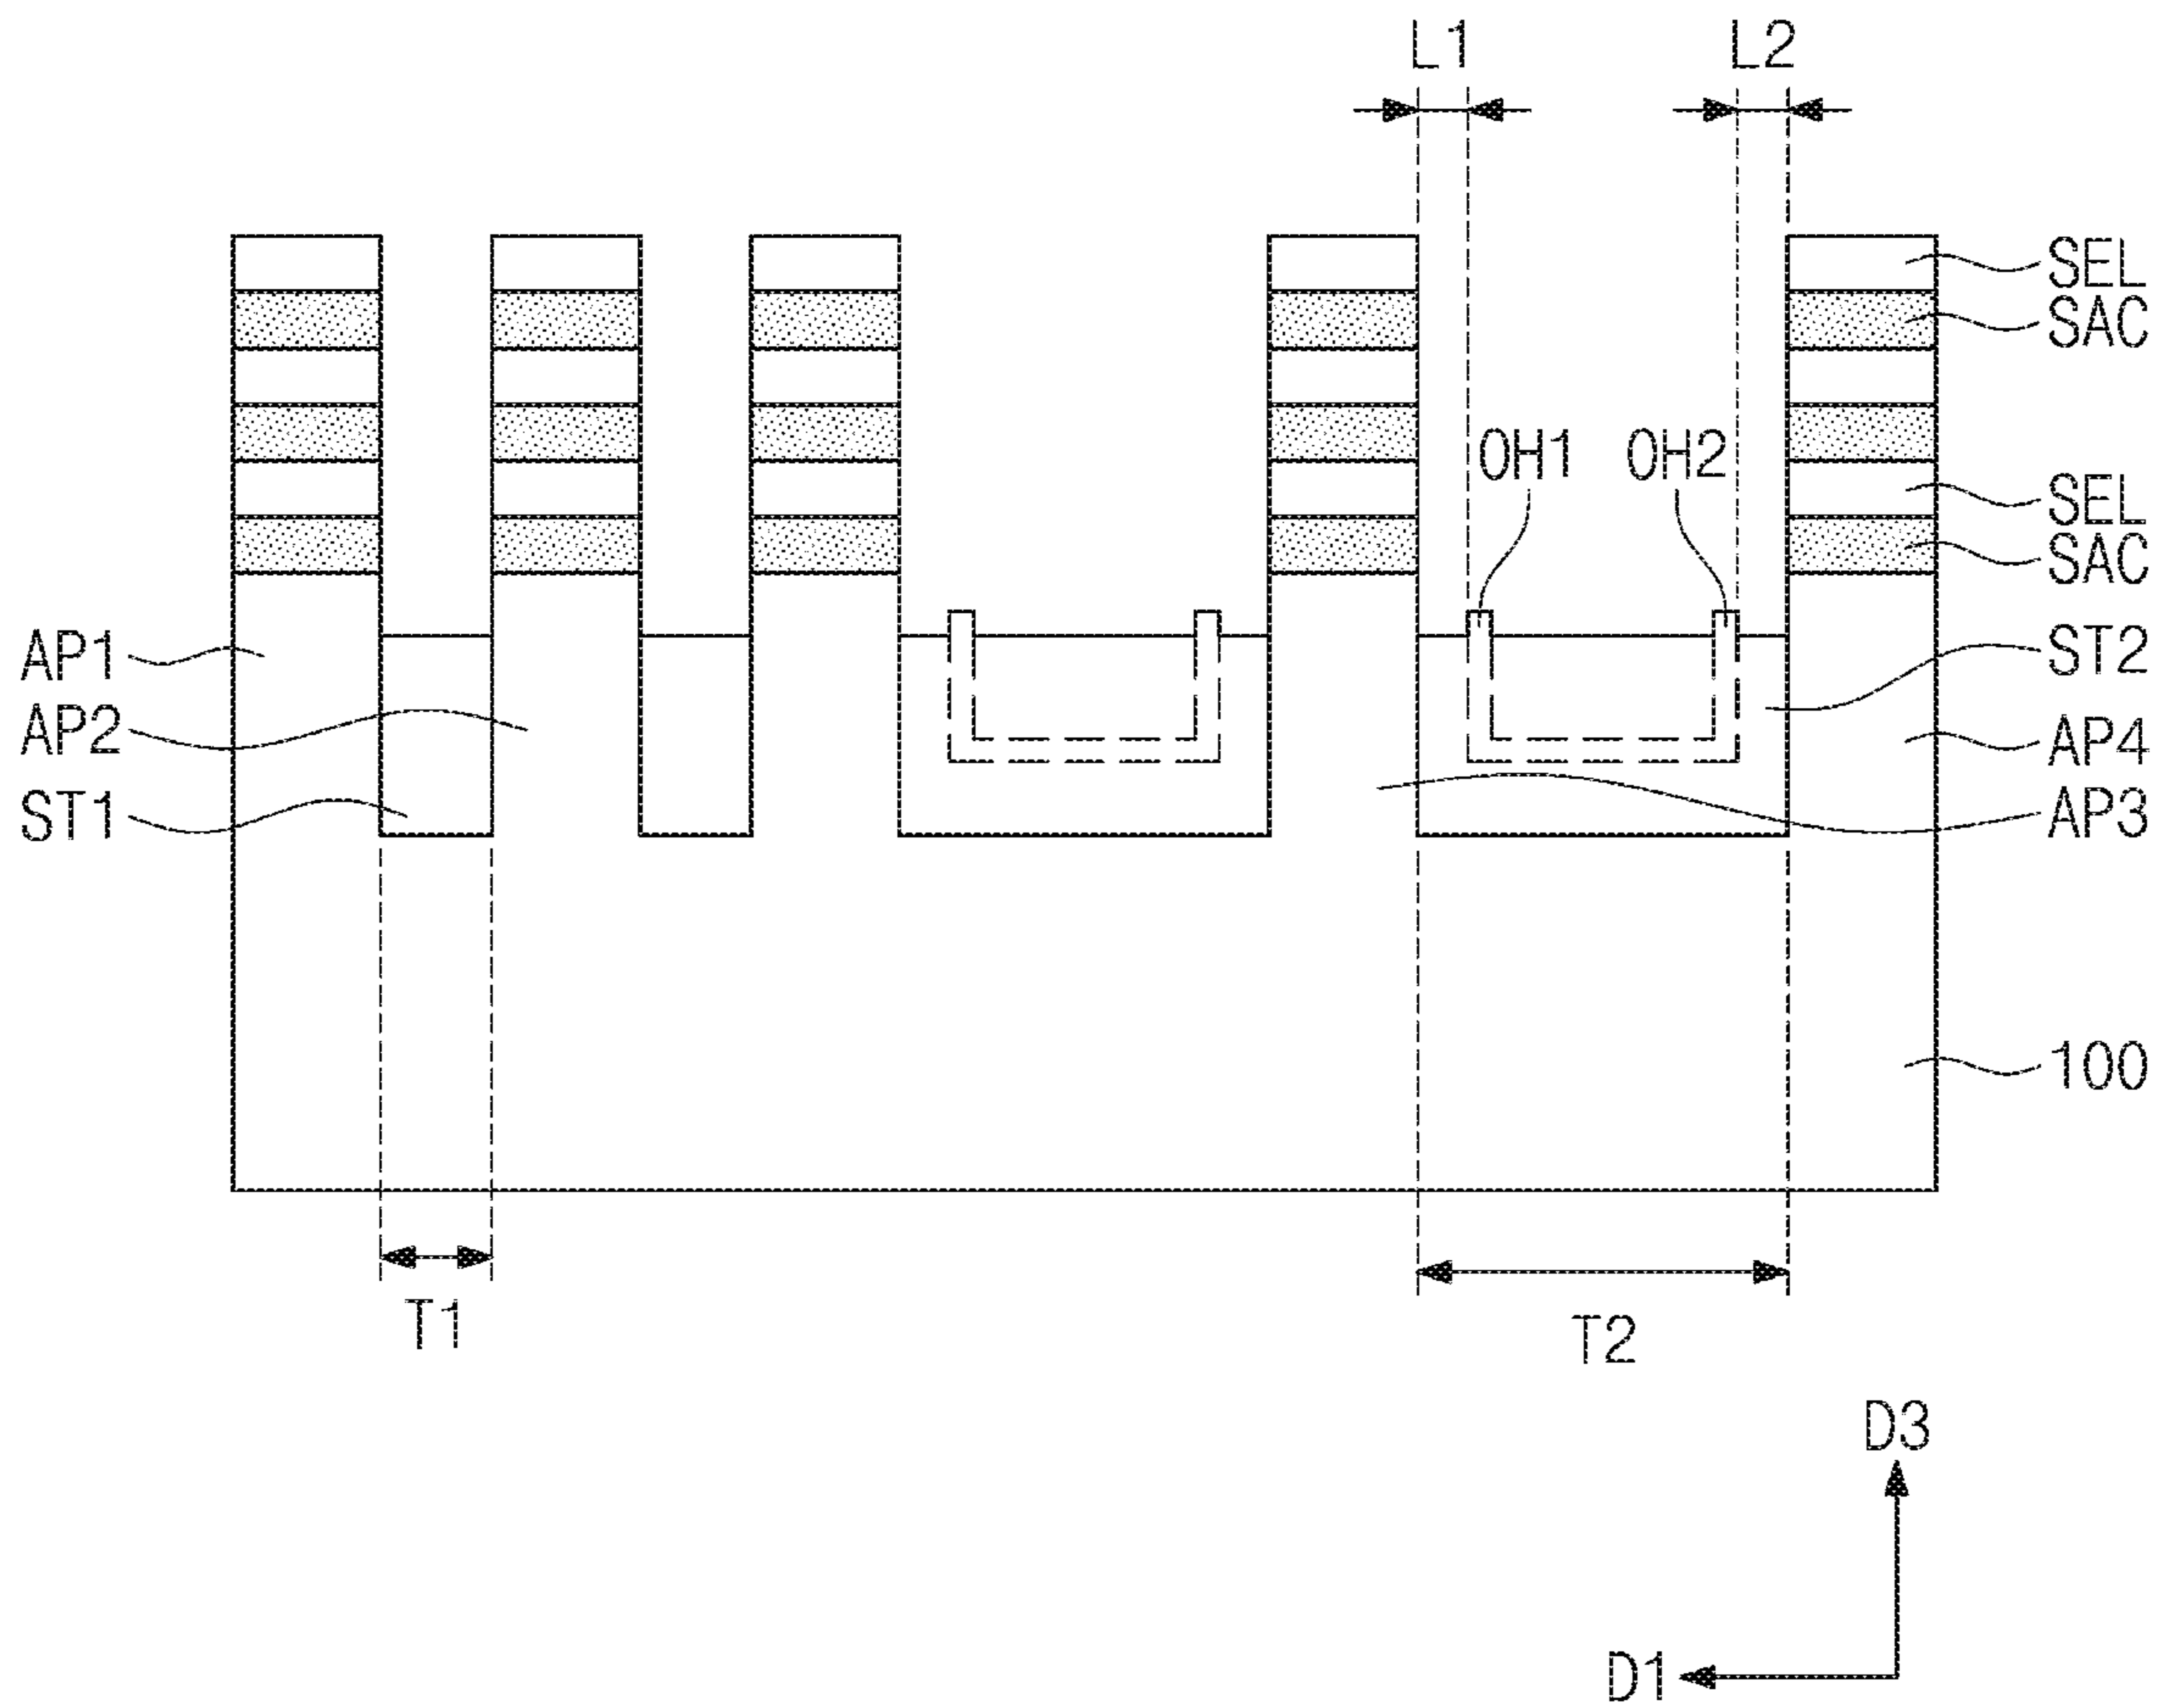 L1 L2
SEL
SAC
OH1 OH2
SEL
SAC
AP1 ST2
AP2 AP4
ST1 AP3
100
T1 T2
D3
D1